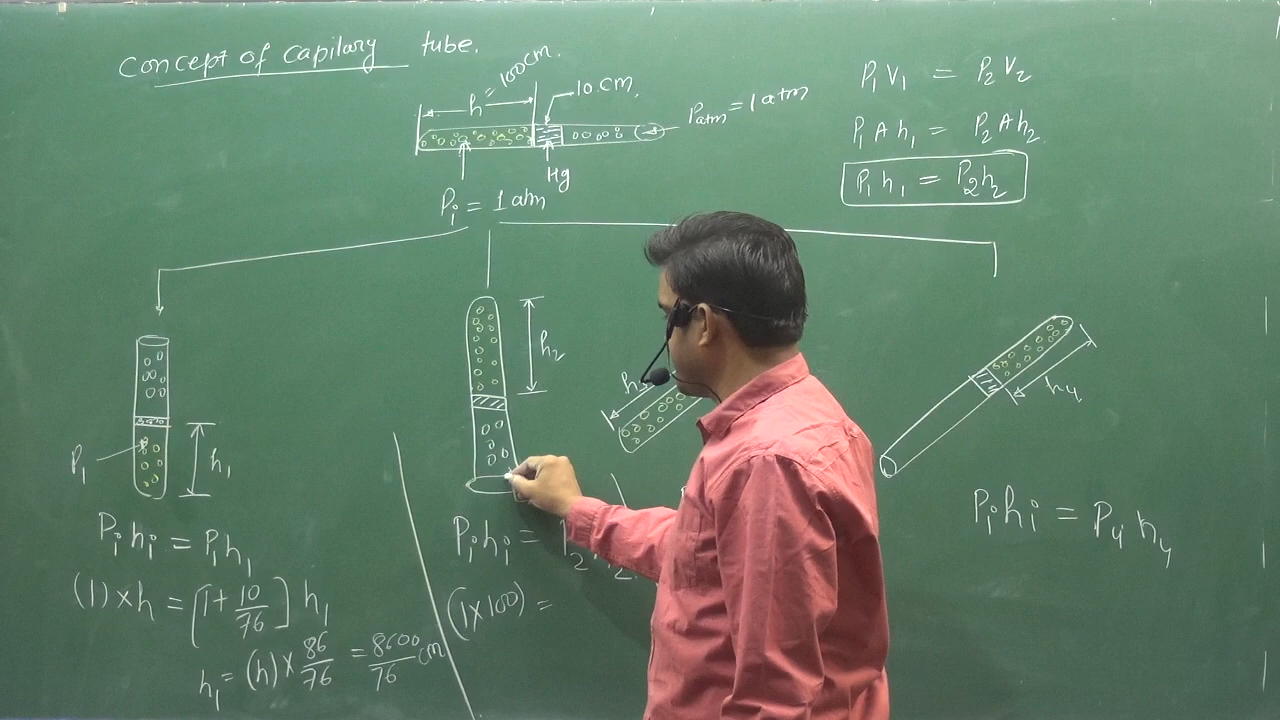 Concept of Capilary tube.
h = 100 cm.
10 cm.
Patm = 1 atm
Hg
Pi = 1 atm
P₁V₁ = P₂V₂
P₁Ah₁ = P₂Ah₂
P₁h₁ = P₂h₂
P₁
h₁
Pihi = P₁h₁
(1)×h = [1+10/76] h₁
h₁ = (h) × 86/76 = 8600/76 cm
h₂
Pihi =
(1×100) =
h₄
Pihi = P₄h₄